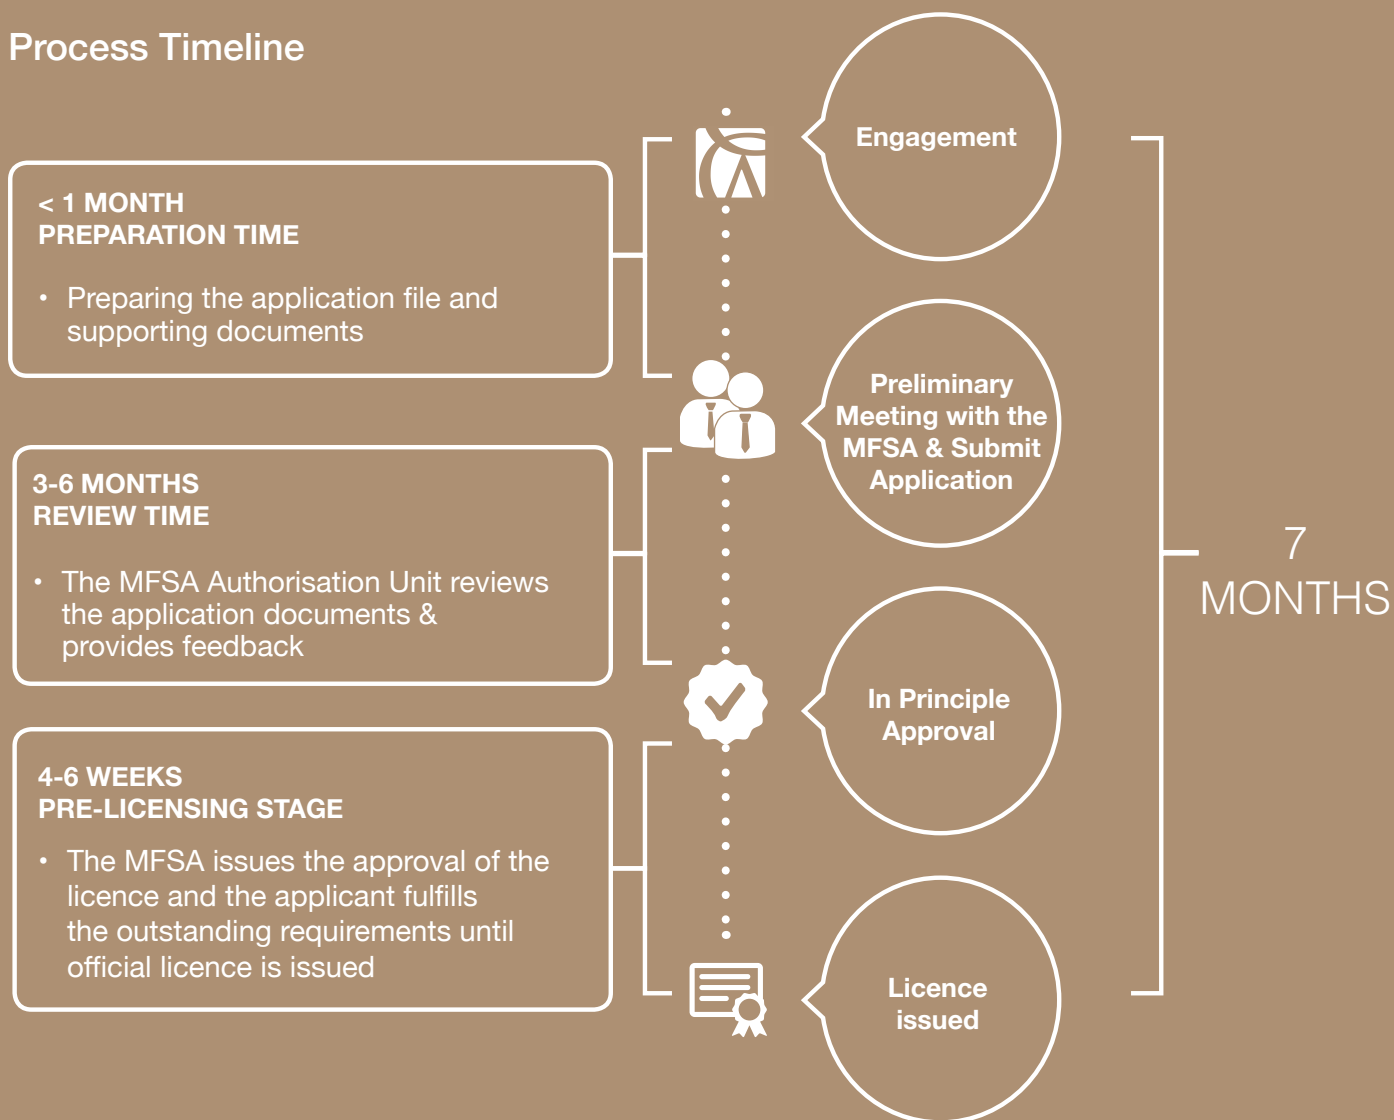 Process Timeline
Engagement
< 1 MONTH
PREPARATION TIME
• Preparing the application file and
supporting documents
Preliminary
Meeting with the
MFSA & Submit
Application
3-6 MONTHS
REVIEW TIME
• The MFSA Authorisation Unit reviews
the application documents &
provides feedback
7
MONTHS
In Principle
Approval
4-6 WEEKS
PRE-LICENSING STAGE
• The MFSA issues the approval of the
licence and the applicant fulfills
the outstanding requirements until
official licence is issued
Licence
issued